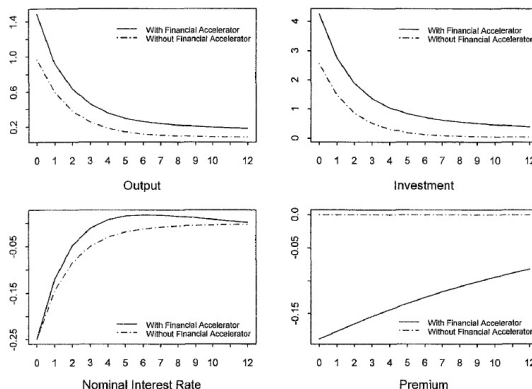 1.4
1.0
0.6
0.2
With Financial Accelerator
Without Financial Accelerator
0 1 2 3 4 5 6 7 8 9 10 12
Output
4
3
2
1
0
With Financial Accelerator
Without Financial Accelerator
0 1 2 3 4 5 6 7 8 9 10 12
Investment
-0.05
-0.15
-0.25
With Financial Accelerator
Without Financial Accelerator
0 1 2 3 4 5 6 7 8 9 10 12
Nominal Interest Rate
0.0
-0.05
-0.15
With Financial Accelerator
Without Financial Accelerator
0 1 2 3 4 5 6 7 8 9 10 12
Premium